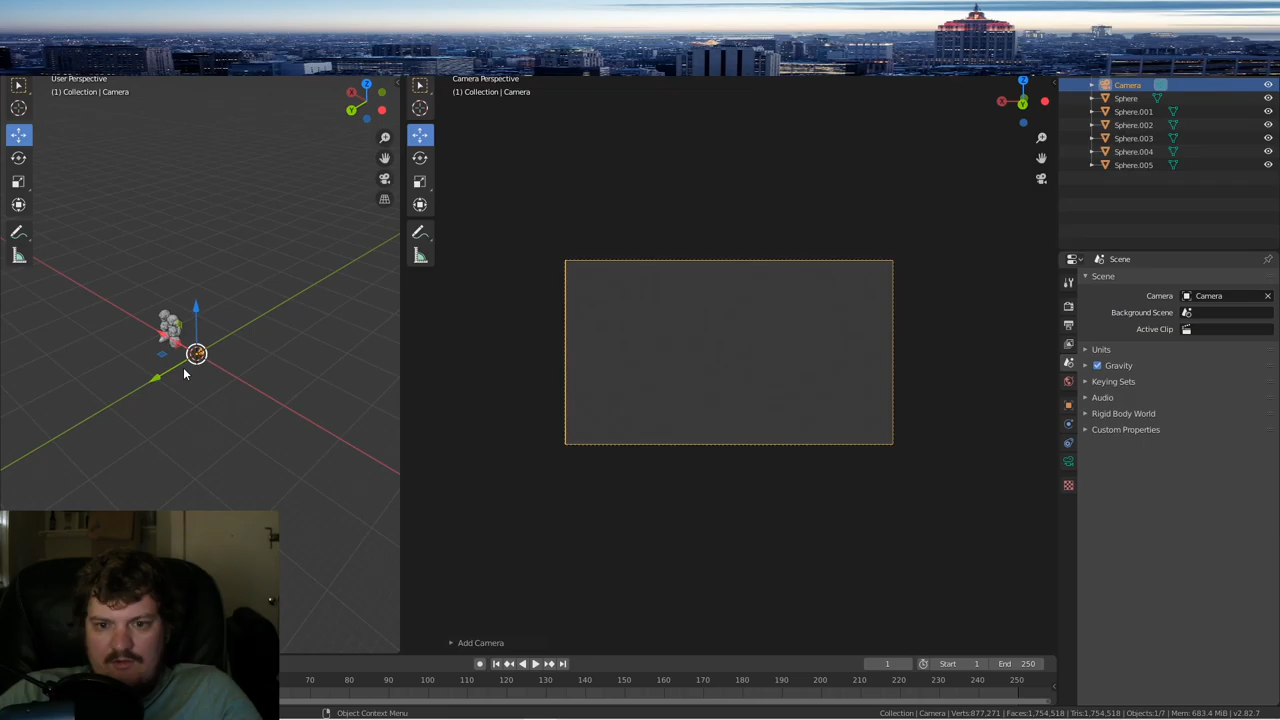 User Perspective
(1) Collection | Camera
Camera Perspective
(1) Collection | Camera
Camera
Sphere
Sphere.001
Sphere.002
Sphere.003
Sphere.004
Sphere.005
Scene
Scene
Camera
Camera
Background Scene
Active Clip
Units
Gravity
Keying Sets
Audio
Rigid Body World
Custom Properties
X
Y
Z
X
Y
Z
Add Camera
1
Start 1
End 250
70 80 90 100 110 120 130 140 150 160 170 180 190 200 210 220 230 240 250
Object Context Menu
Collection | Camera | Verts:877,271 | Faces:1,754,518 | Tris:1,754,518 | Objects:1/7 | Mem: 683.4 MiB | v2.82.7